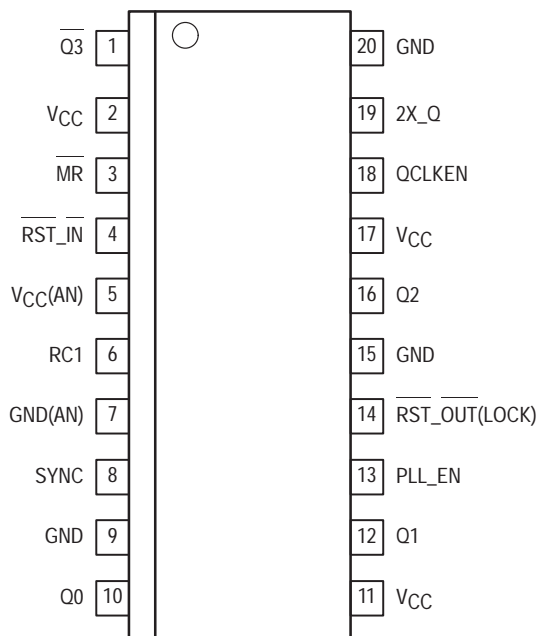 Q3 1 20 GND
VCC 2 19 2X_Q
MR 3 18 QCLKEN
RST_IN 4 17 VCC
VCC(AN) 5 16 Q2
RC1 6 15 GND
GND(AN) 7 14 RST_OUT(LOCK)
SYNC 8 13 PLL_EN
GND 9 12 Q1
Q0 10 11 VCC